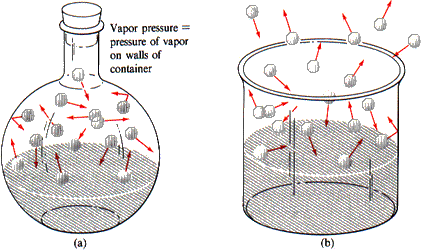 Vapor pressure =
pressure of vapor
on walls of
container
(a)
(b)